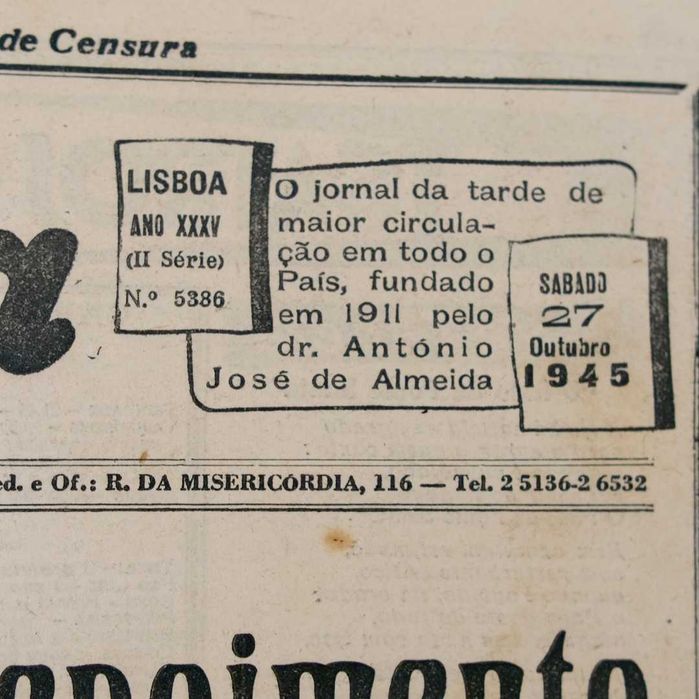 de Censura
LISBOA
ANO XXXV
(II Série)
N.º 5386
O jornal da tarde de
maior circula-
ção em todo o
País, fundado
em 1911 pelo
dr. António
José de Almeida
SABADO
27
Outubro
1945
ed. e Of.: R. DA MISERICÓRDIA, 116 — Tel. 2 5136-2 6532
epoimento